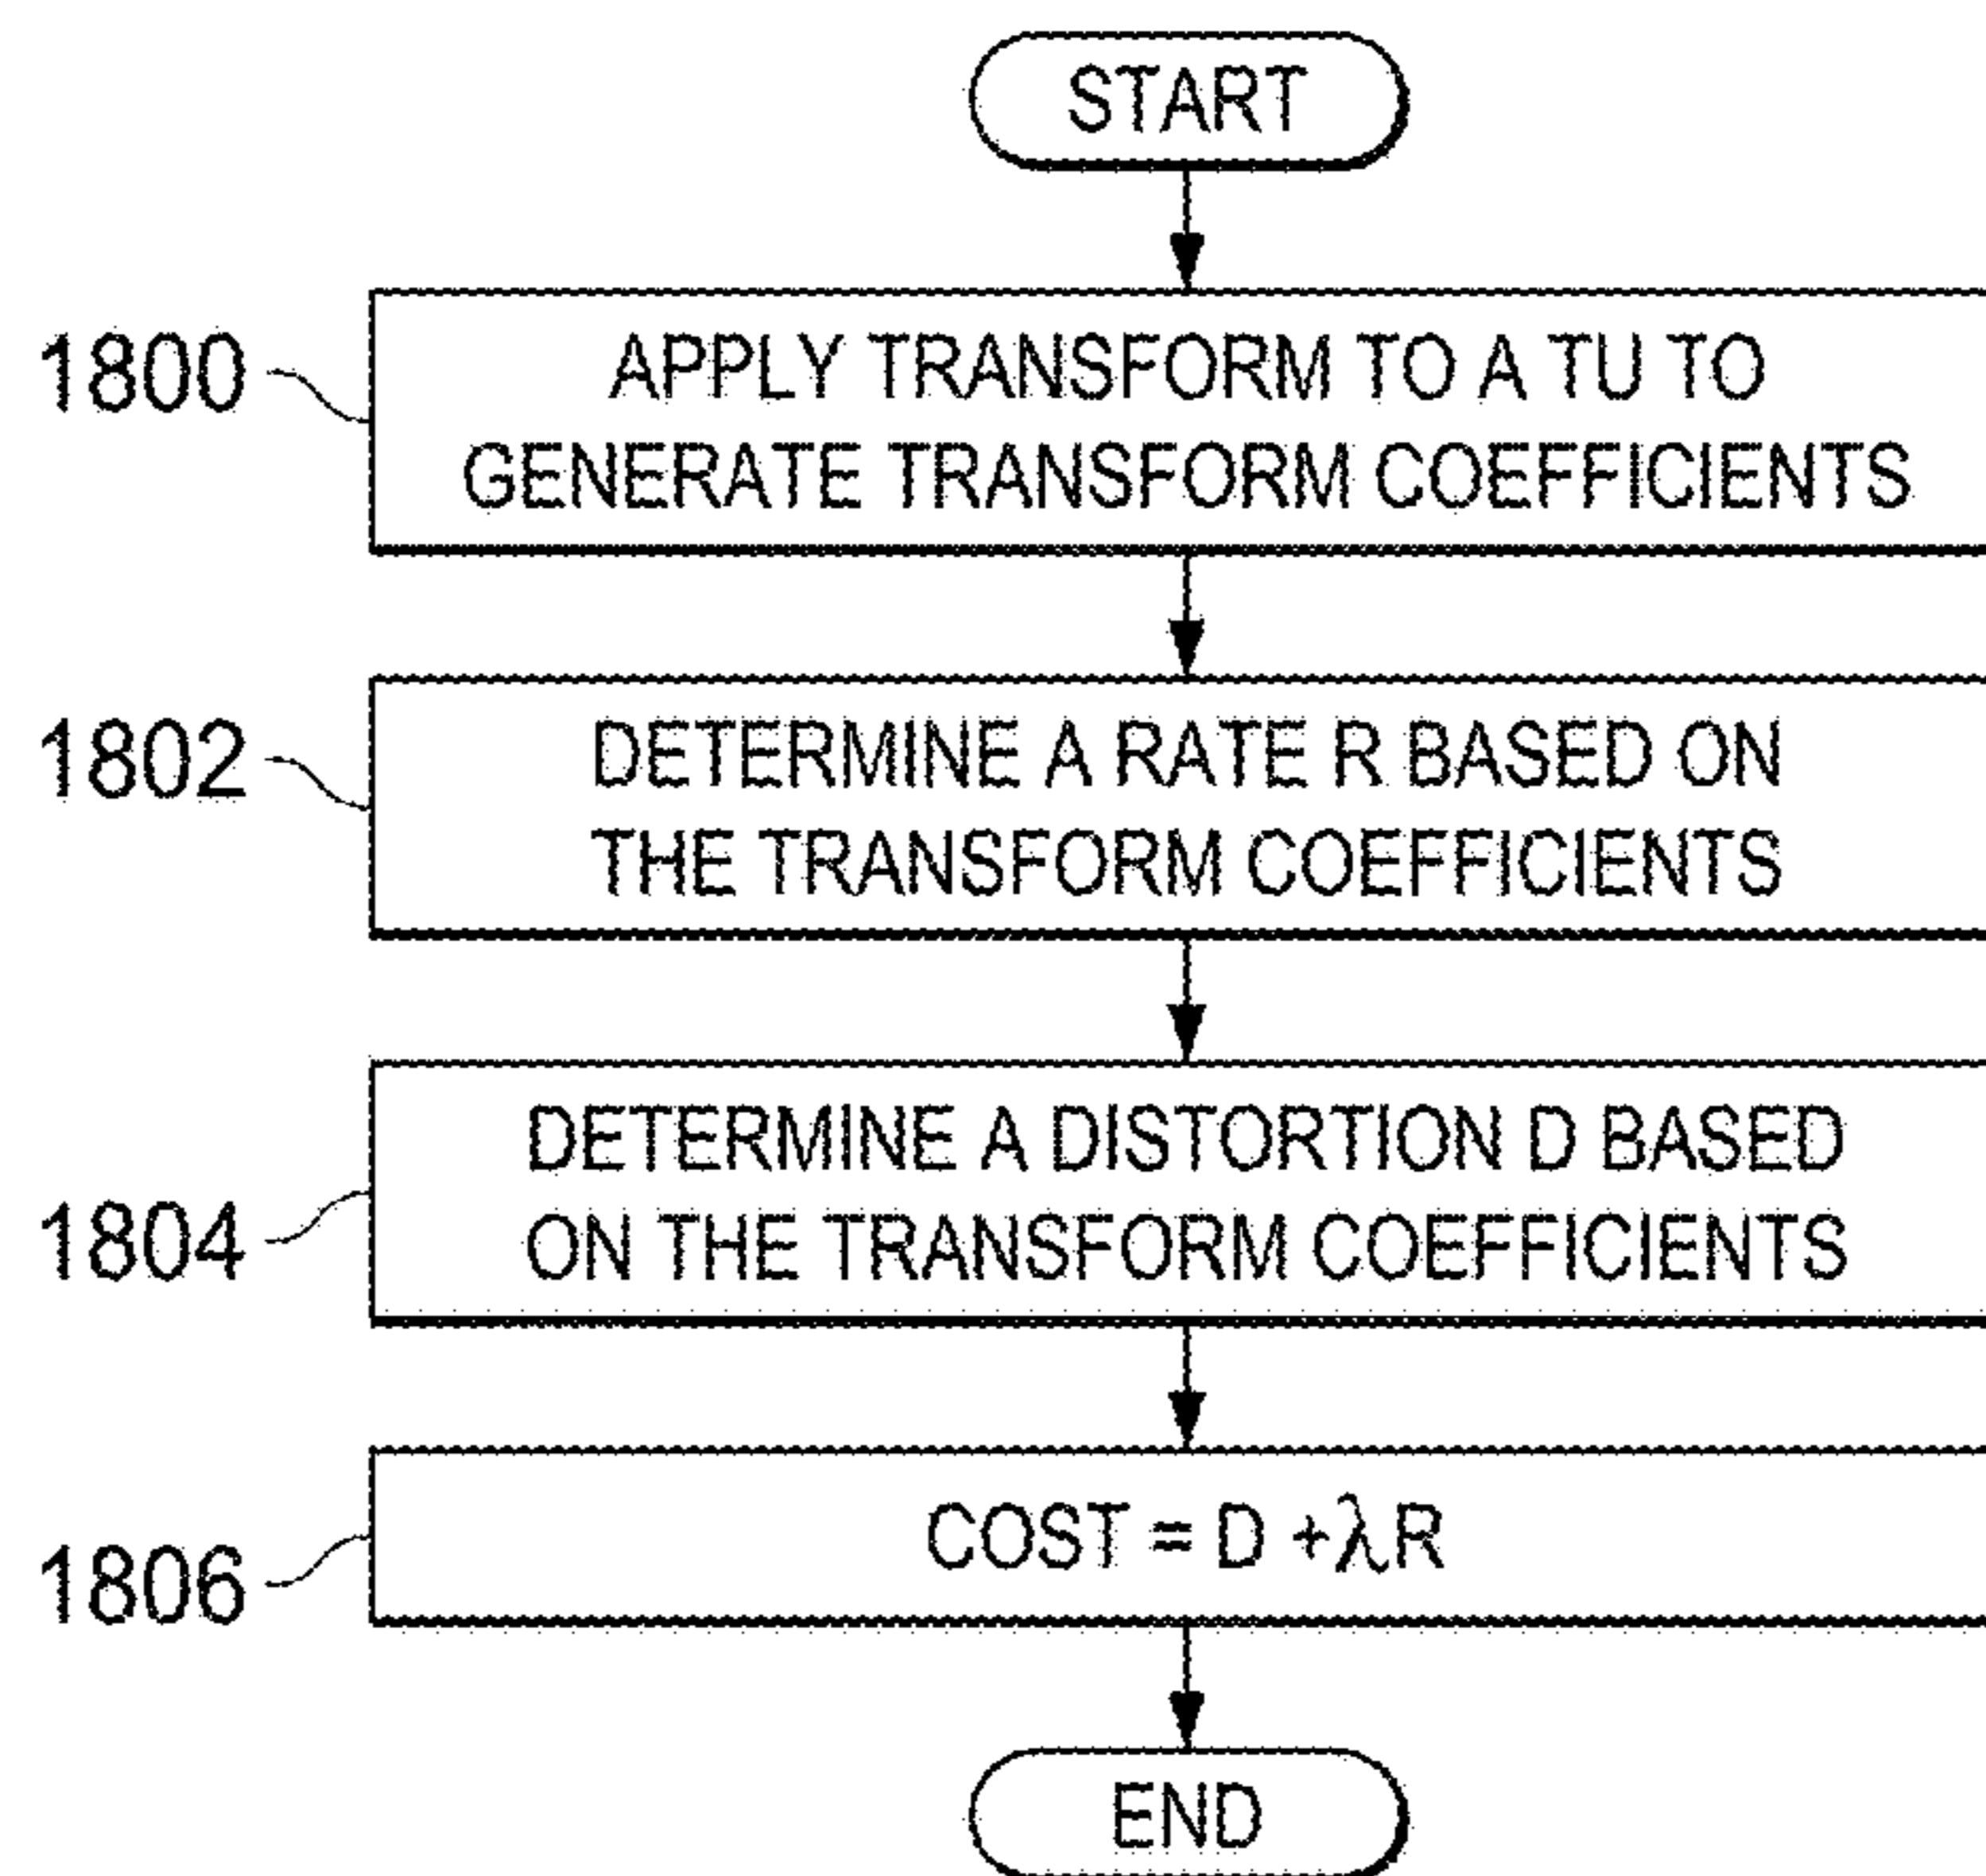 START
1800
APPLY TRANSFORM TO A TU TO
GENERATE TRANSFORM COEFFICIENTS
1802
DETERMINE A RATE R BASED ON
THE TRANSFORM COEFFICIENTS
1804
DETERMINE A DISTORTION D BASED
ON THE TRANSFORM COEFFICIENTS
1806
COST = D +λR
END